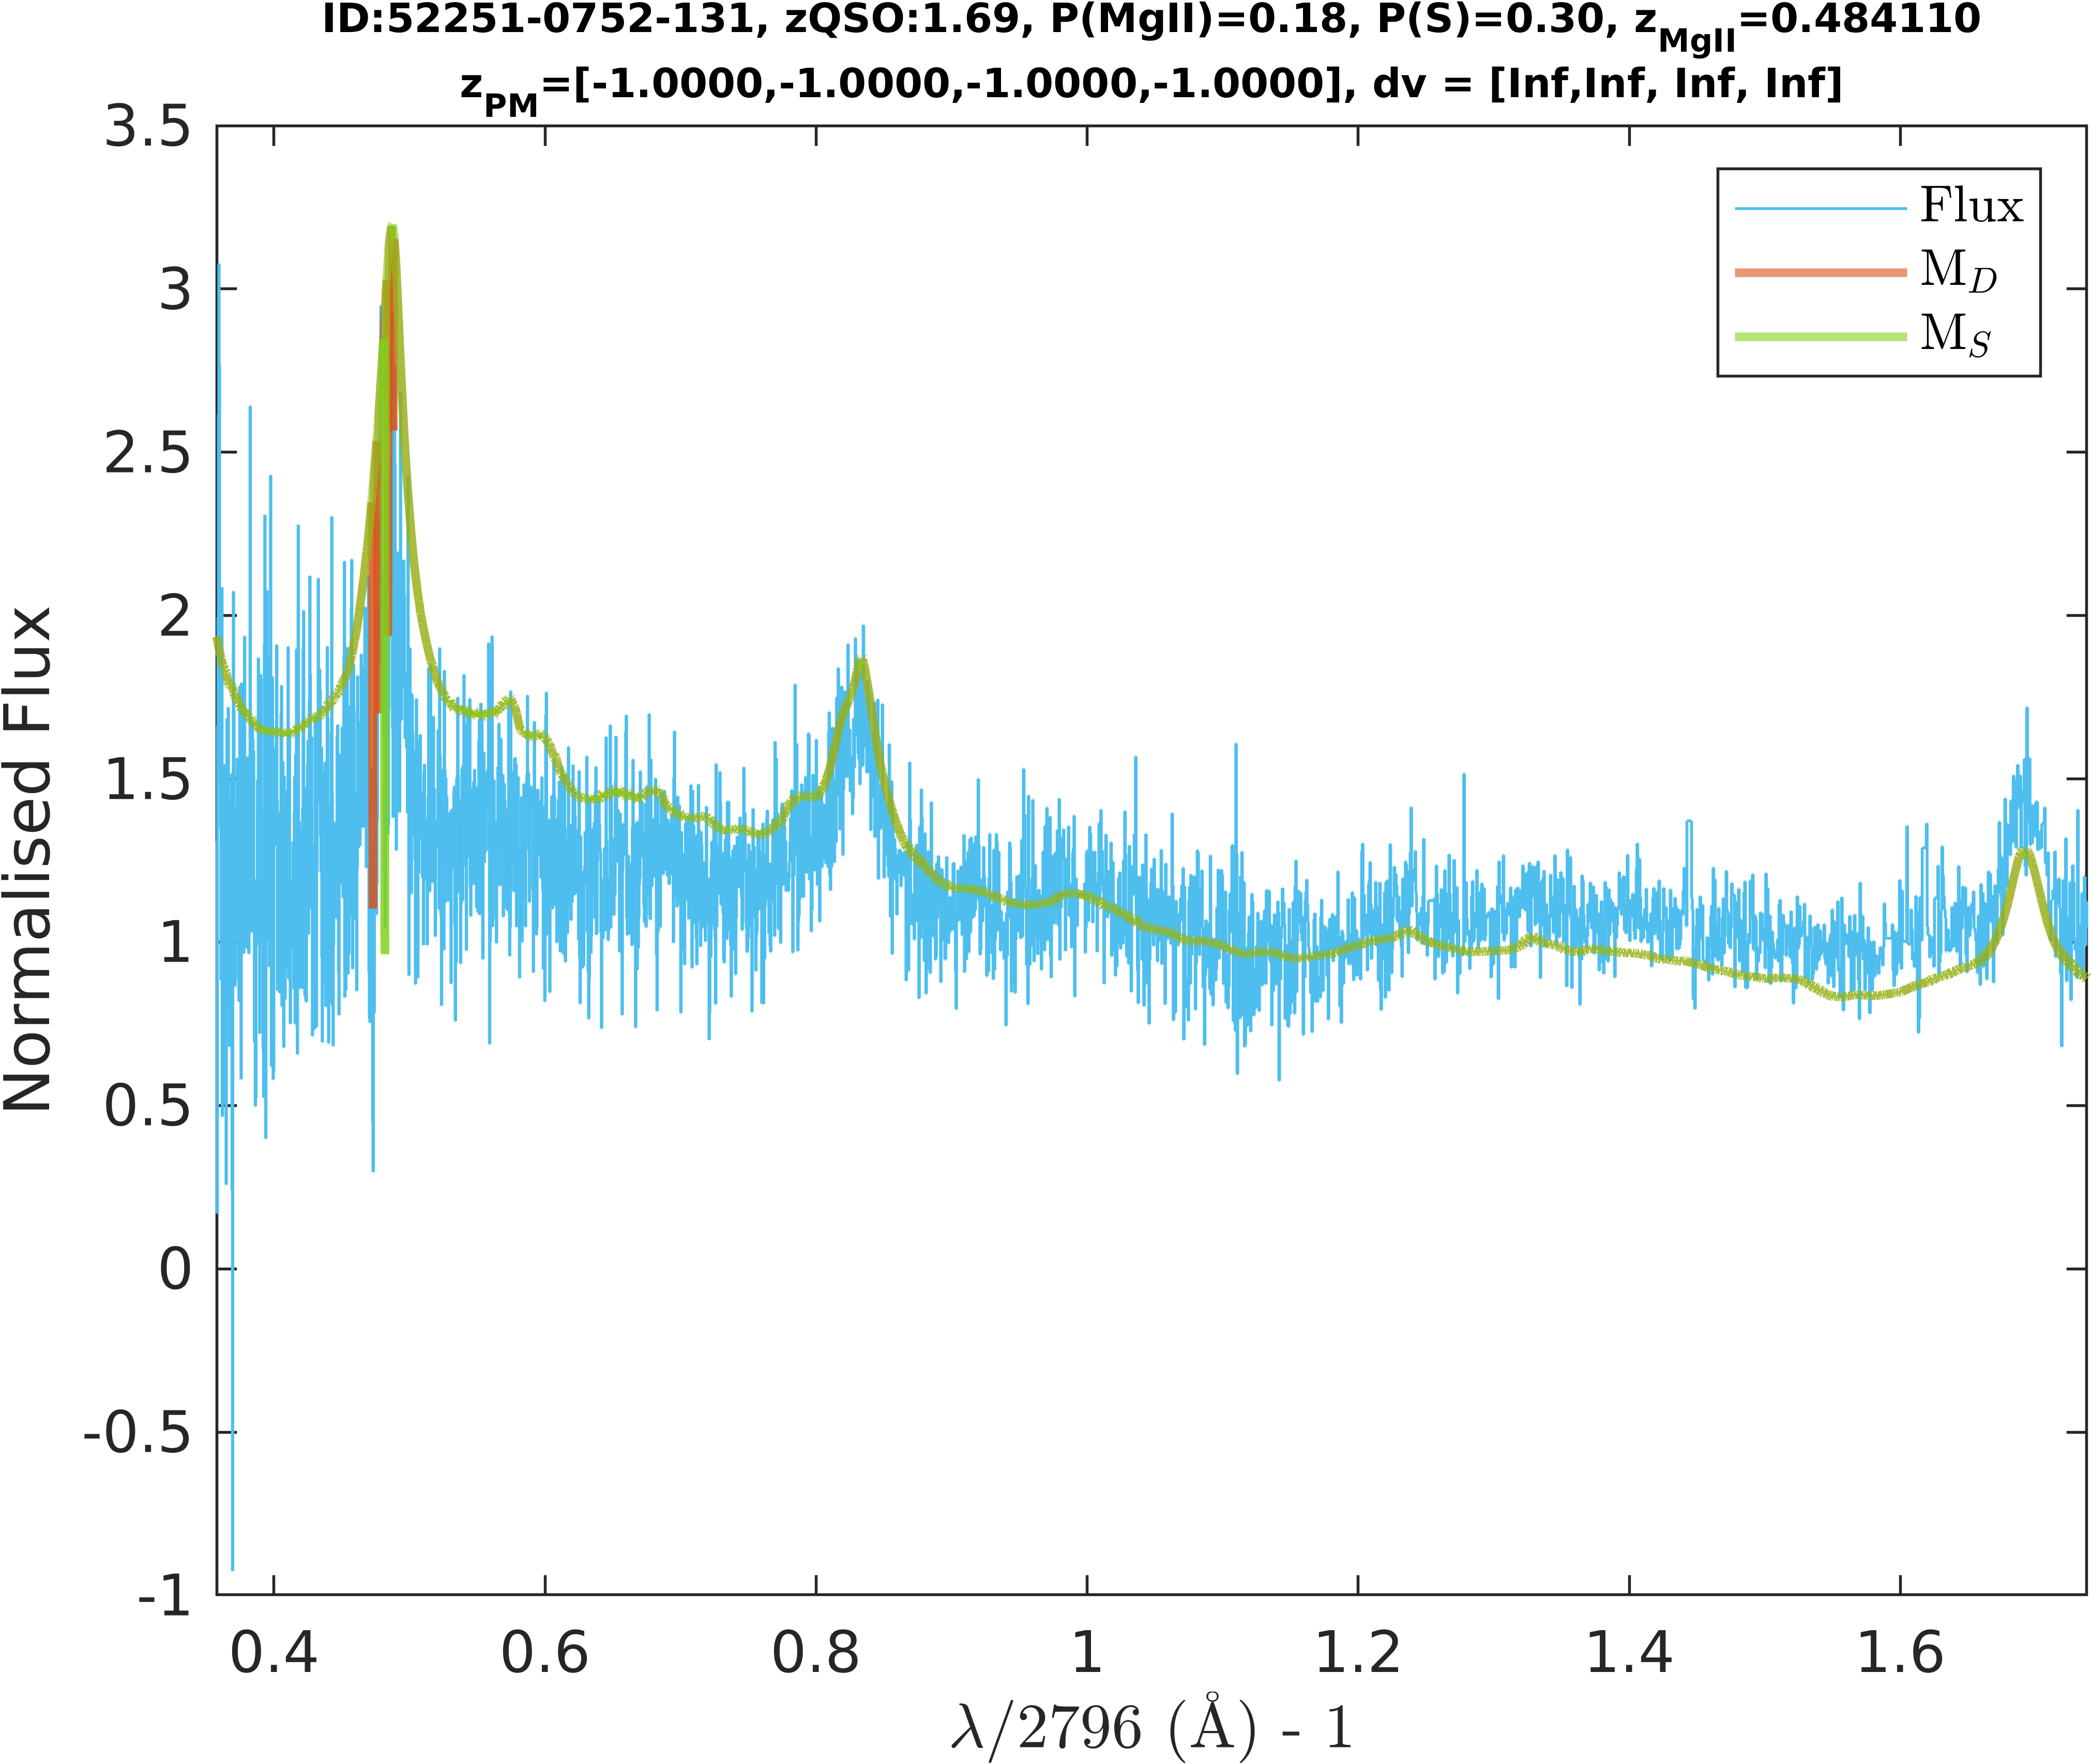 ID:52251-0752-131, zQSO:1.69, P(MgII)=0.18, P(S)=0.30, zMgII=0.484110
zPM=[-1.0000,-1.0000,-1.0000,-1.0000], dv = [Inf,Inf, Inf, Inf]
3.5
3
2.5
2
1.5
1
0.5
0
-0.5
-1
Normalised Flux
Flux
MD
MS
0.4 0.6 0.8 1 1.2 1.4 1.6
λ/2796 (Å) - 1